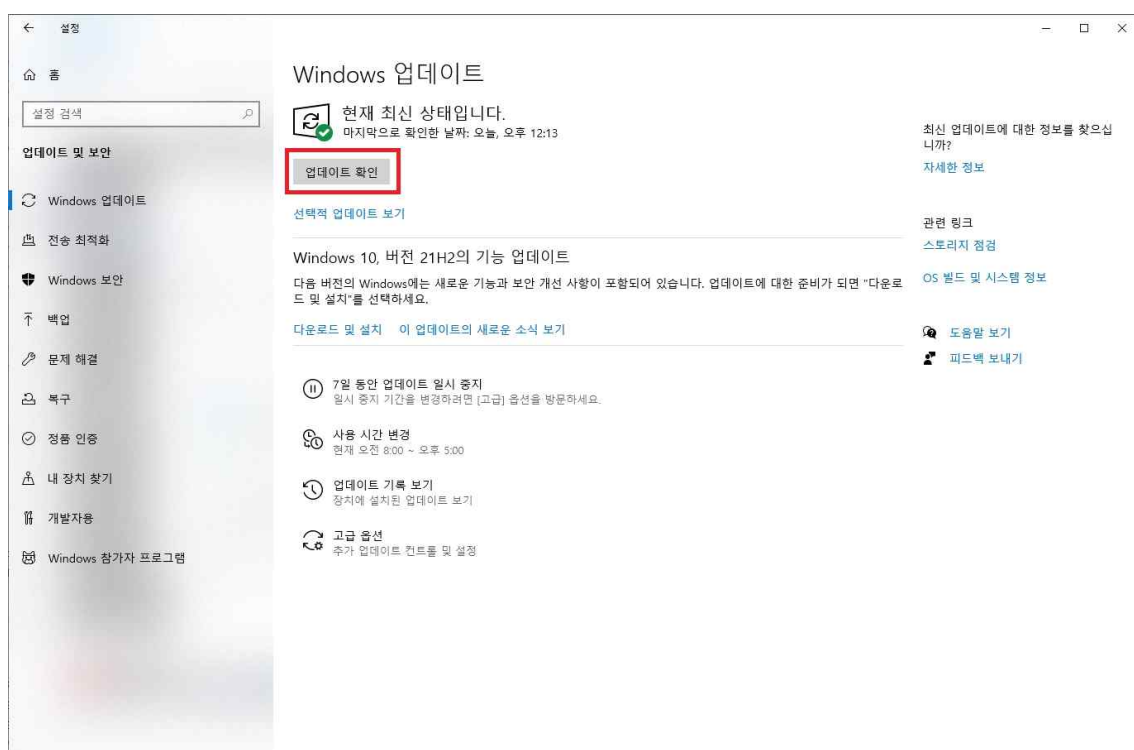 설정
홈
설정 검색
업데이트 및 보안
Windows 업데이트
전송 최적화
Windows 보안
백업
문제 해결
복구
정품 인증
내 장치 찾기
개발자용
Windows 참가자 프로그램
Windows 업데이트
현재 최신 상태입니다.
마지막으로 확인한 날짜: 오늘, 오후 12:13
업데이트 확인
선택적 업데이트 보기
Windows 10, 버전 21H2의 기능 업데이트
다음 버전의 Windows에는 새로운 기능과 보안 개선 사항이 포함되어 있습니다. 업데이트에 대한 준비가 되면 "다운로
드 및 설치"를 선택하세요.
다운로드 및 설치 이 업데이트의 새로운 소식 보기
7일 동안 업데이트 일시 중지
일시 중지 기간을 변경하려면 [고급] 옵션을 방문하세요.
사용 시간 변경
현재 오전 8:00 ~ 오후 5:00
업데이트 기록 보기
장치에 설치된 업데이트 보기
고급 옵션
추가 업데이트 컨트롤 및 설정
최신 업데이트에 대한 정보를 찾으십
니까?
자세한 정보
관련 링크
스토리지 점검
OS 빌드 및 시스템 정보
도움말 보기
피드백 보내기